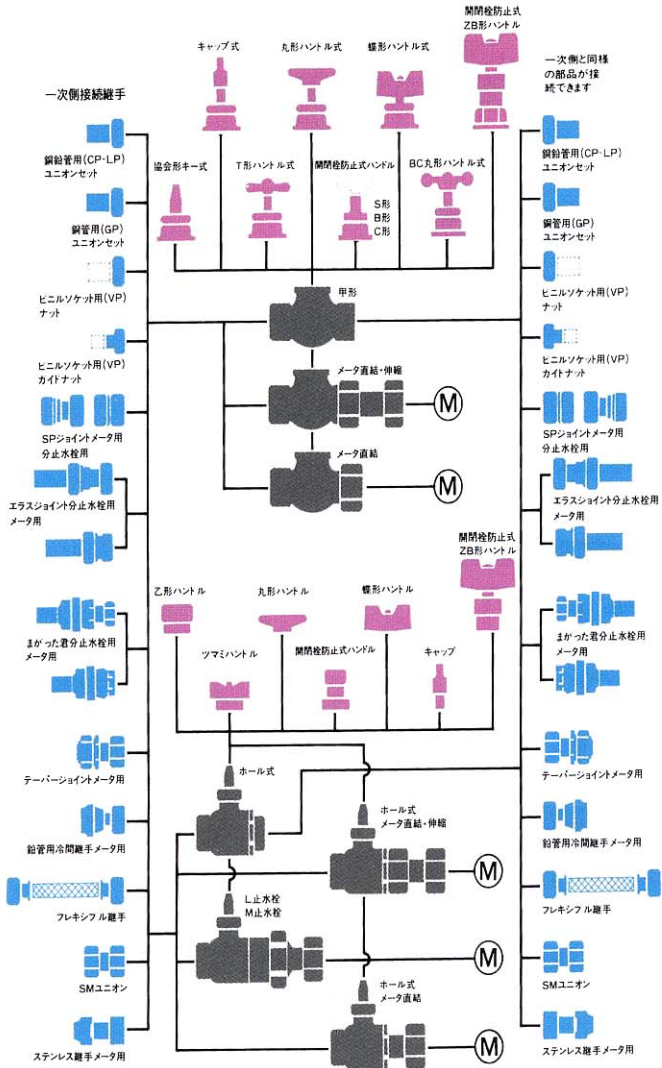 開閉栓防止式
ZB形ハンドル
キャップ式
丸形ハンドル式
蝶形ハンドル式
一次側と同様
の部品が接
続できます
一次側接続継手
協会形キー式
T形ハンドル式
開閉栓防止式ハンドル
S形
B形
C形
BC丸形ハンドル式
銅鉛管用(CP-LP)
ユニオンセット
鋼管用(GP)
ユニオンセット
ビニルソケット用(VP)
ナット
ビニルソケット用(VP)
ガイドナット
SPジョイントメータ用
分止水栓用
エラスジョイント分止水栓用
メータ用
まがった君分止水栓用
メータ用
テーパージョイントメータ用
鉛管用冷間継手メータ用
フレキシブル継手
SMユニオン
ステンレス継手メータ用
甲形
メータ直結・伸縮
M
メータ直結
M
開閉栓防止式
ZB形ハンドル
乙形ハンドル
丸形ハンドル
蝶形ハンドル
ツマミハンドル
開閉栓防止式ハンドル
キャップ
ホール式
ホール式
メータ直結・伸縮
M
L止水栓
M止水栓
M
ホール式
メータ直結
M
銅鉛管用(CP-LP)
ユニオンセット
鋼管用(GP)
ユニオンセット
ビニルソケット用(VP)
ナット
ビニルソケット用(VP)
ガイドナット
SPジョイントメータ用
分止水栓用
エラスジョイント分止水栓用
メータ用
まがった君分止水栓用
メータ用
テーパージョイントメータ用
鉛管用冷間継手メータ用
フレキシブル継手
SMユニオン
ステンレス継手メータ用